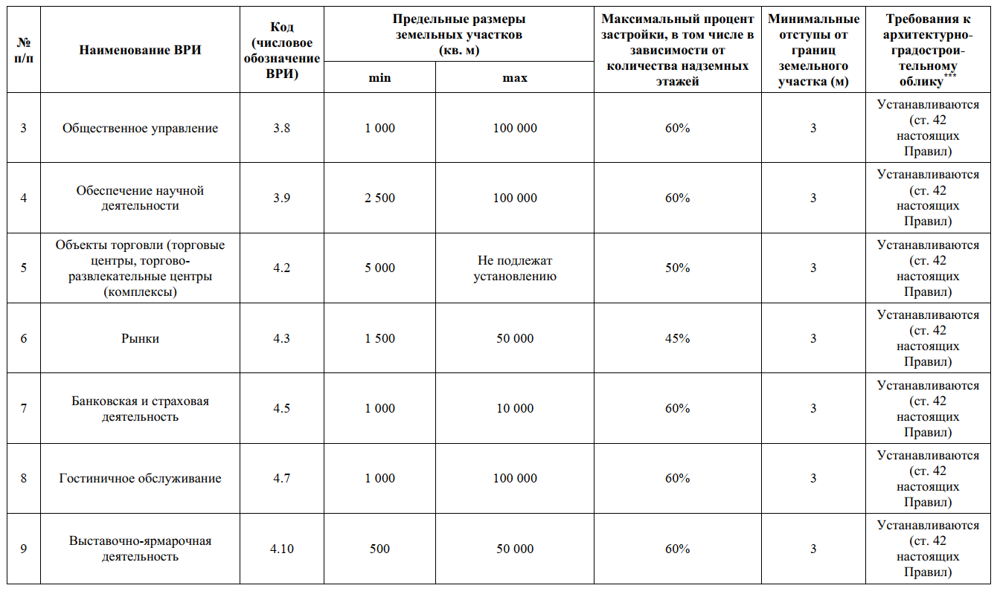 №
п/п
Наименование ВРИ
Код
(числовое
обозначение
ВРИ)
Предельные размеры
земельных участков
(кв. м)
min
max
Максимальный процент
застройки, в том числе в
зависимости от
количества надземных
этажей
Минимальные
отступы от
границ
земельного
участка (м)
Требования к
архитектурно-
градострои-
тельному
облику***
3
Общественное управление
3.8
1 000
100 000
60%
3
Устанавливаются
(ст. 42
настоящих
Правил)
4
Обеспечение научной
деятельности
3.9
2 500
100 000
60%
3
Устанавливаются
(ст. 42
настоящих
Правил)
5
Объекты торговли (торговые
центры, торгово-
развлекательные центры
(комплексы)
4.2
5 000
Не подлежат
установлению
50%
3
Устанавливаются
(ст. 42
настоящих
Правил)
6
Рынки
4.3
1 500
50 000
45%
3
Устанавливаются
(ст. 42
настоящих
Правил)
7
Банковская и страховая
деятельность
4.5
1 000
10 000
60%
3
Устанавливаются
(ст. 42
настоящих
Правил)
8
Гостиничное обслуживание
4.7
1 000
100 000
60%
3
Устанавливаются
(ст. 42
настоящих
Правил)
9
Выставочно-ярмарочная
деятельность
4.10
500
50 000
60%
3
Устанавливаются
(ст. 42
настоящих
Правил)